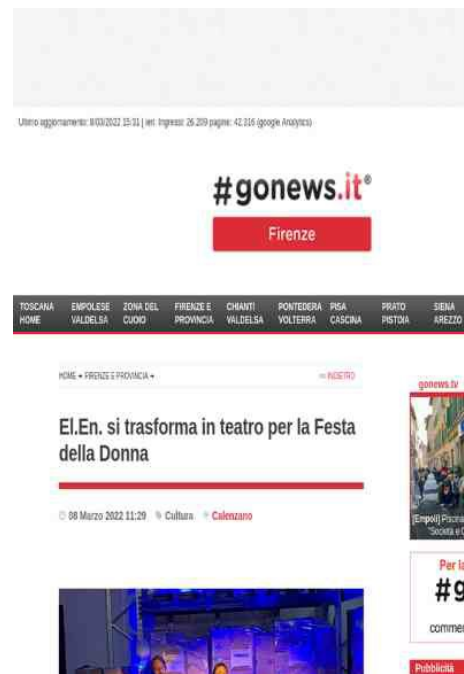 Ultimo aggiornamento: 8/03/2022 15:31 | Ieri: Ingressi: 26.209 pagine: 42.216 (google Analytics)
#gonews.it®
Firenze
TOSCANA HOME
EMPOLESE VALDELSA
ZONA DEL CUOIO
FIRENZE E PROVINCIA
CHIANTI VALDELSA
PONTEDERA VOLTERRA
PISA CASCINA
PRATO PISTOIA
SIENA AREZZO
HOME
FIRENZE E PROVINCIA
INDIETRO
El.En. si trasforma in teatro per la Festa
della Donna
08 Marzo 2022 11:29 Cultura Calenzano
gonews.tv
[Empoli]
"Società e
Per la
#g
commer
Pubblicità